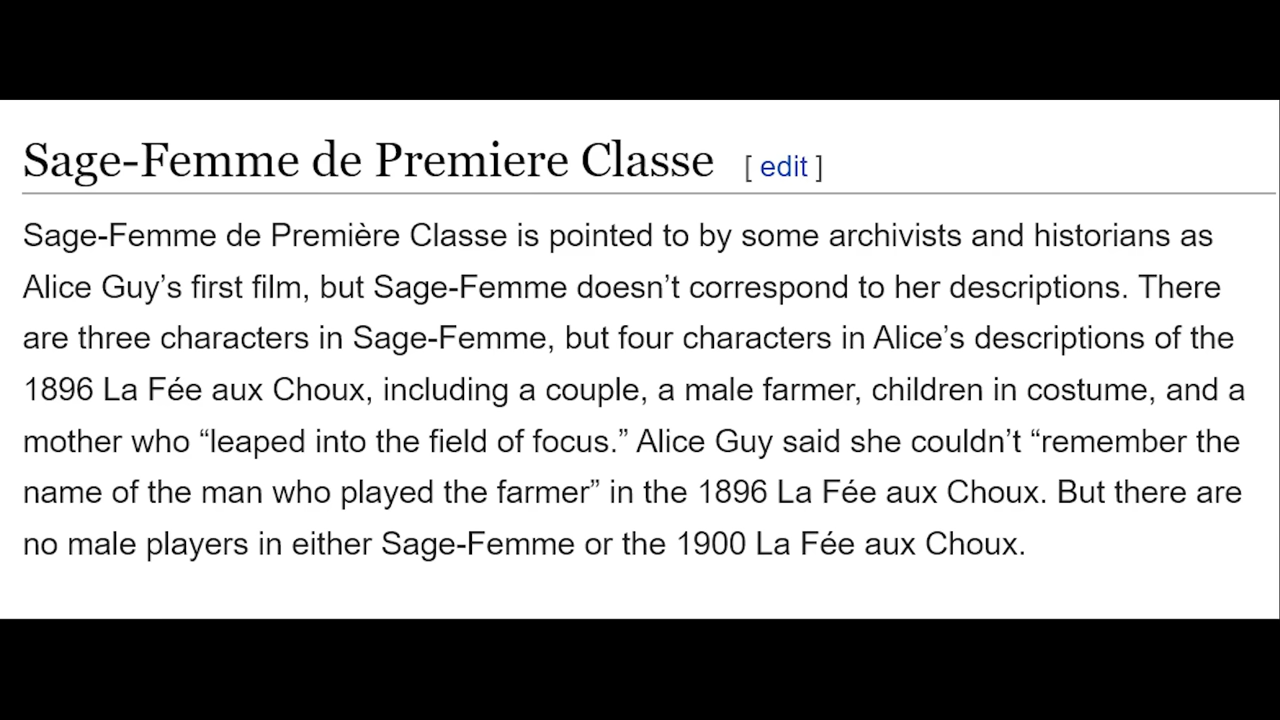 Sage-Femme de Premiere Classe [ edit ]
Sage-Femme de Première Classe is pointed to by some archivists and historians as
Alice Guy’s first film, but Sage-Femme doesn’t correspond to her descriptions. There
are three characters in Sage-Femme, but four characters in Alice’s descriptions of the
1896 La Fée aux Choux, including a couple, a male farmer, children in costume, and a
mother who “leaped into the field of focus.” Alice Guy said she couldn’t “remember the
name of the man who played the farmer” in the 1896 La Fée aux Choux. But there are
no male players in either Sage-Femme or the 1900 La Fée aux Choux.